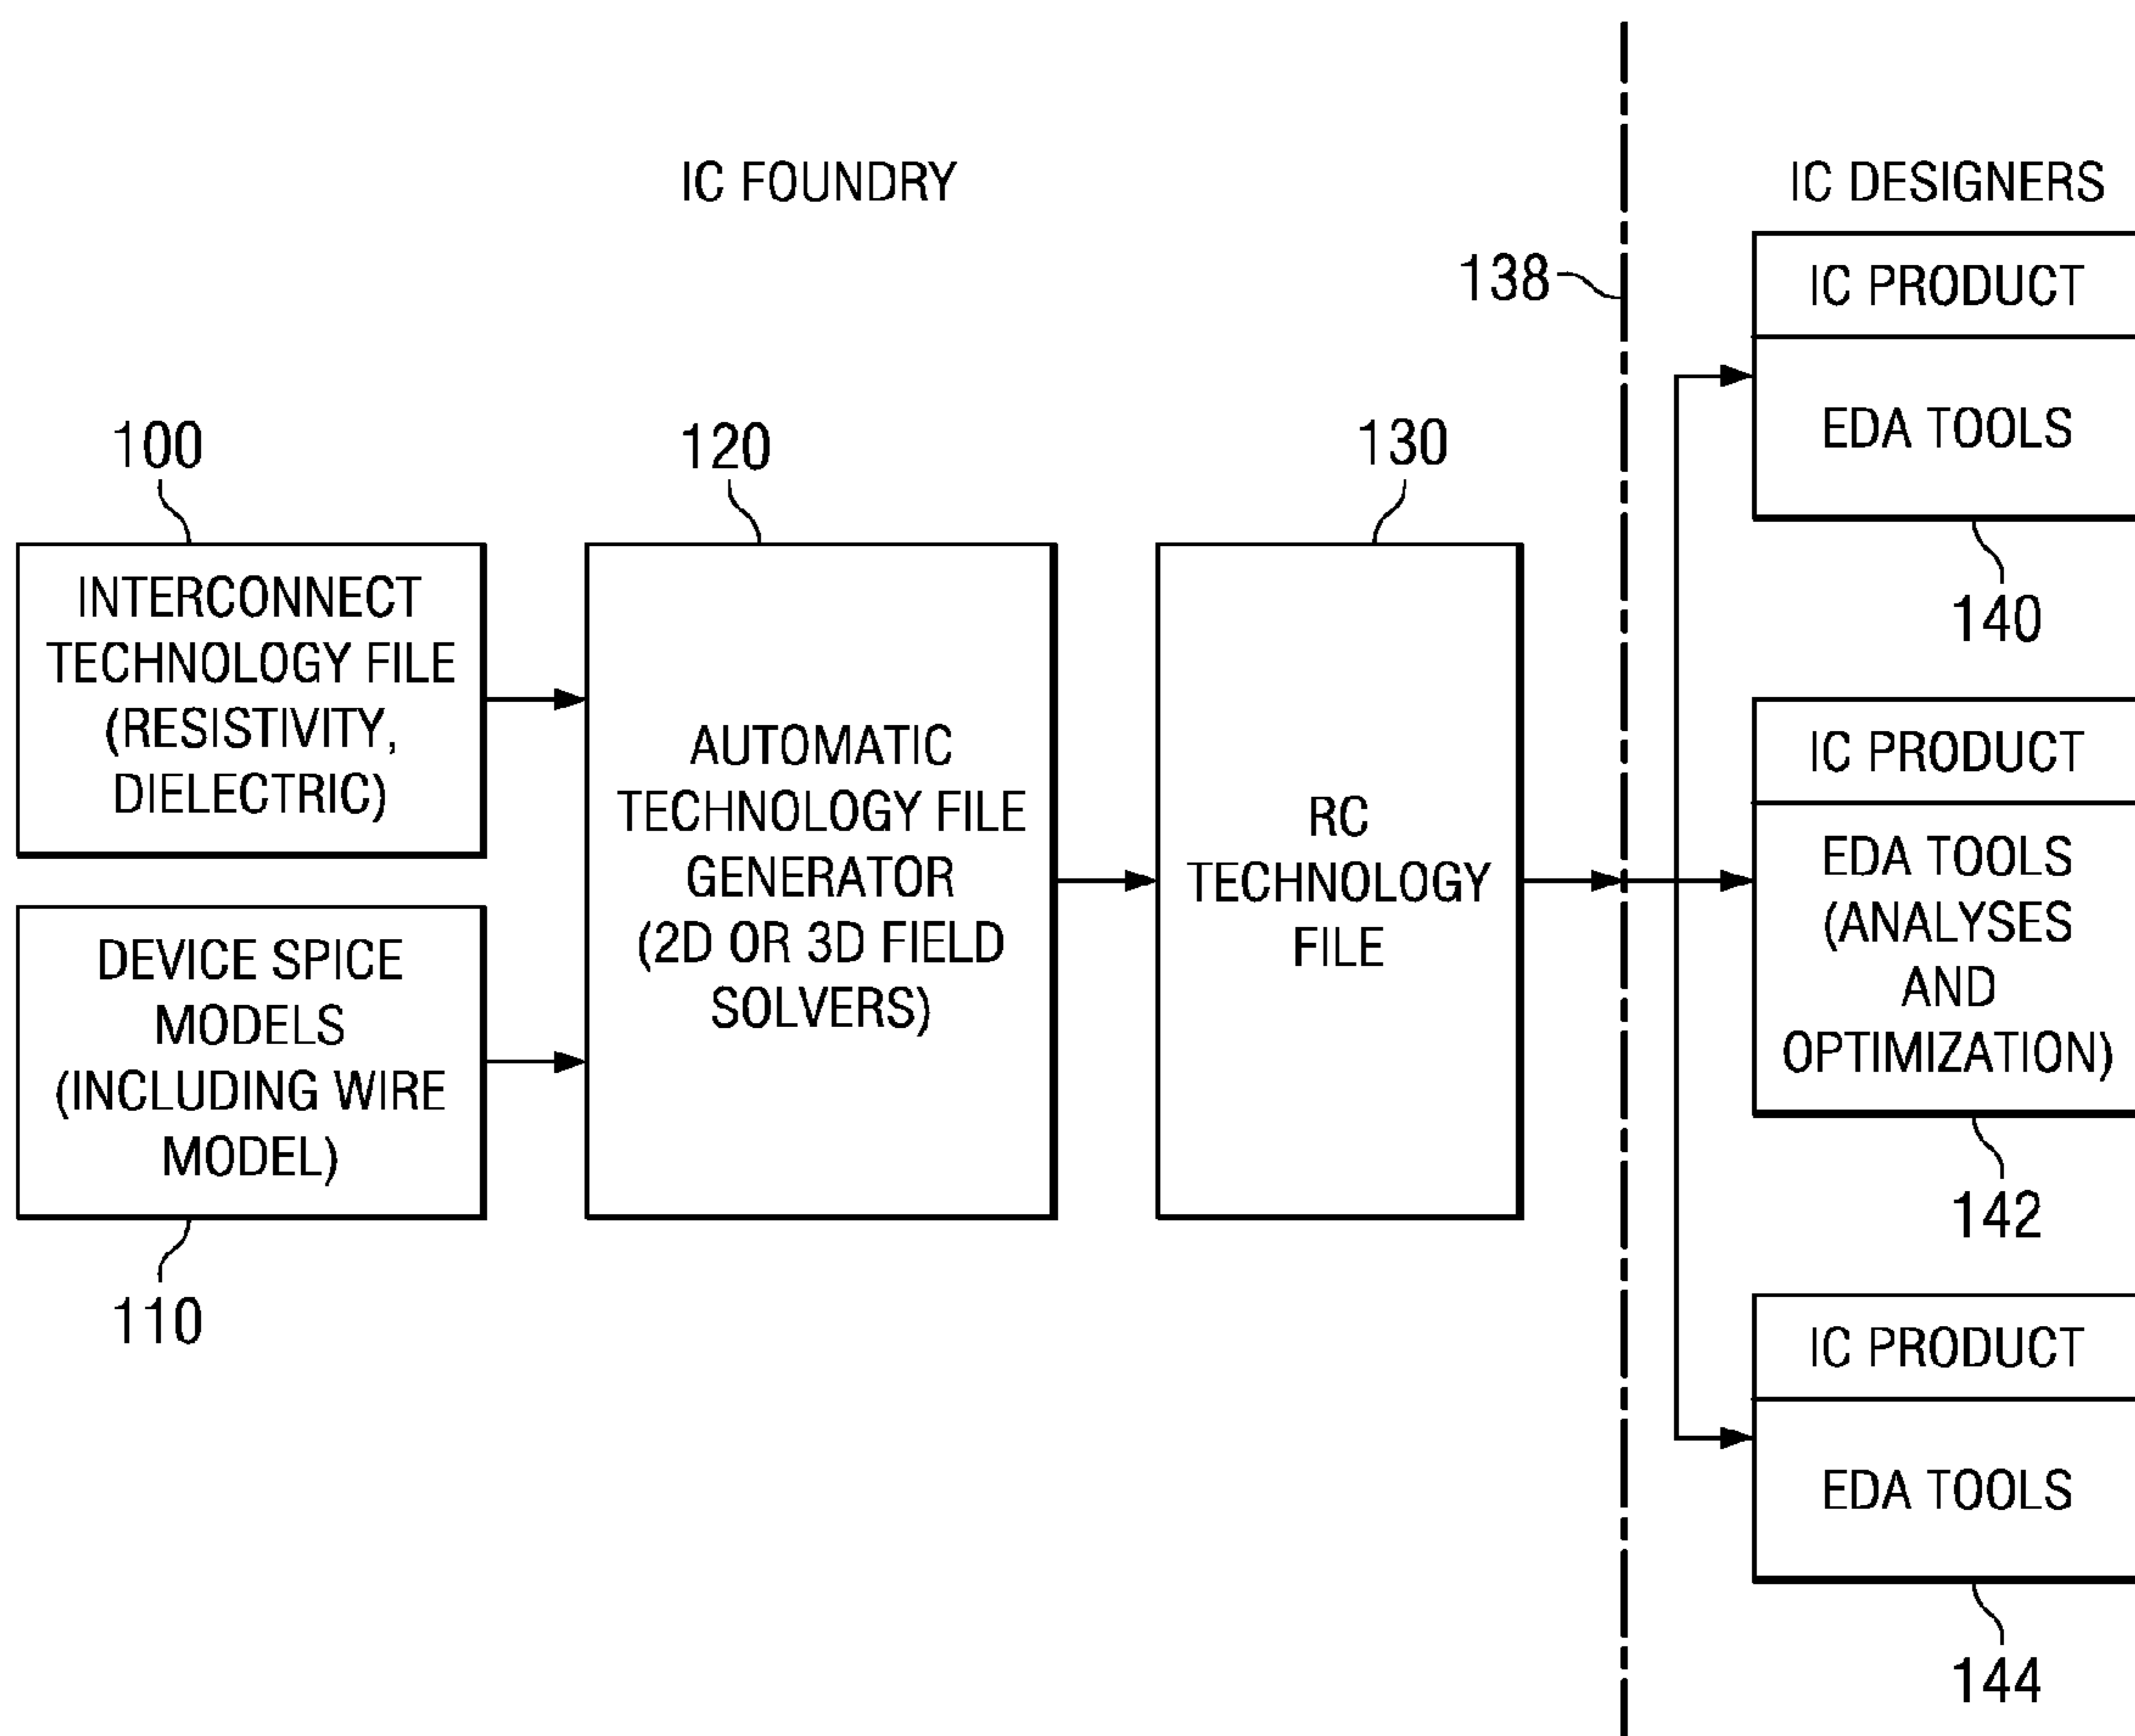 IC FOUNDRY
IC DESIGNERS
138
IC PRODUCT
EDA TOOLS
140
100
INTERCONNECT
TECHNOLOGY FILE
(RESISTIVITY,
DIELECTRIC)
DEVICE SPICE
MODELS
(INCLUDING WIRE
MODEL)
110
120
AUTOMATIC
TECHNOLOGY FILE
GENERATOR
(2D OR 3D FIELD
SOLVERS)
130
RC
TECHNOLOGY
FILE
IC PRODUCT
EDA TOOLS
(ANALYSES
AND
OPTIMIZATION)
142
IC PRODUCT
EDA TOOLS
144